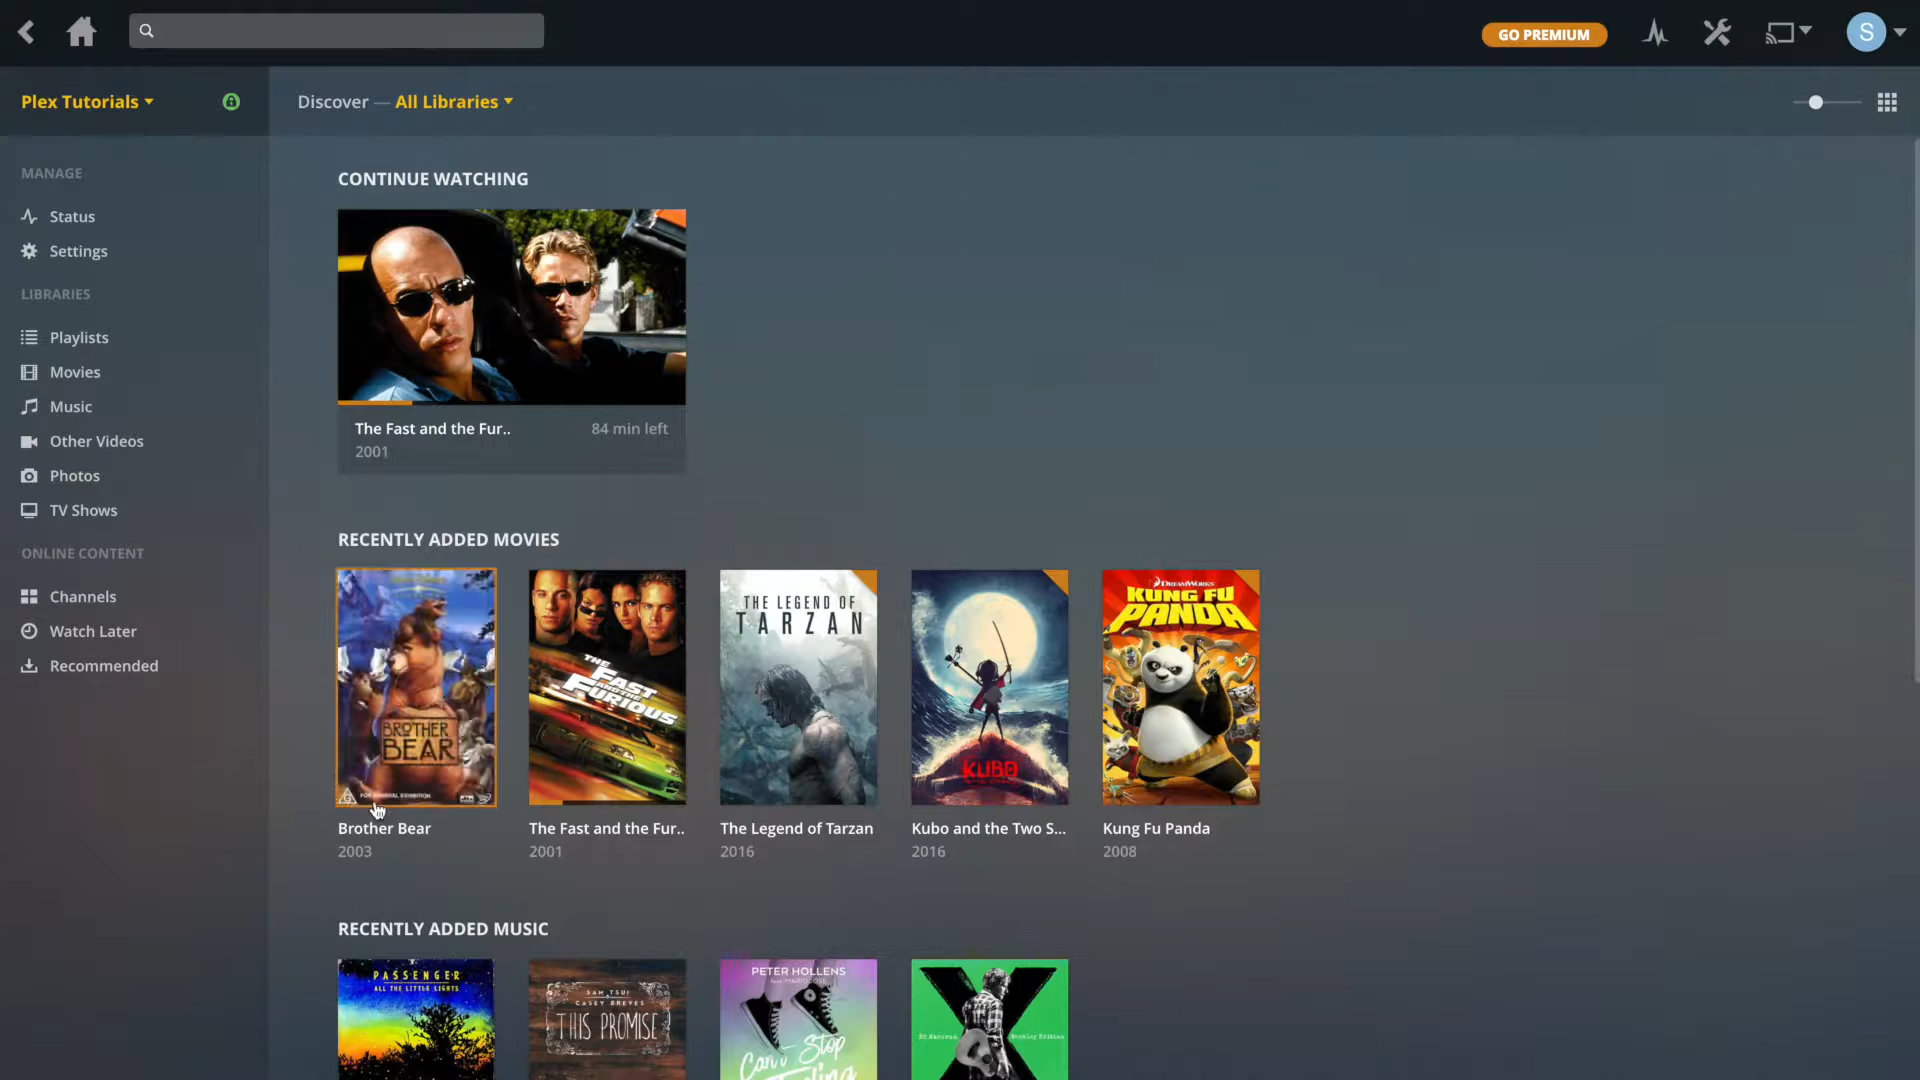 GO PREMIUM
S
Plex Tutorials
Discover — All Libraries
MANAGE
Status
Settings
LIBRARIES
Playlists
Movies
Music
Other Videos
Photos
TV Shows
ONLINE CONTENT
Channels
Watch Later
Recommended
CONTINUE WATCHING
The Fast and the Fur.. 84 min left
2001
RECENTLY ADDED MOVIES
BROTHER
BEAR
THE
FAST
AND THE
FURIOUS
THE LEGEND OF
TARZAN
KUBO
DREAMWORKS
KUNG FU
PANDA
Brother Bear
2003
The Fast and the Fur..
2001
The Legend of Tarzan
2016
Kubo and the Two S...
2016
Kung Fu Panda
2008
RECENTLY ADDED MUSIC
PASSENGER
ALL THE LITTLE LIGHTS
SAM TSUI
CASEY BREVES
THIS PROMISE
PETER HOLLENS
Can't Stop